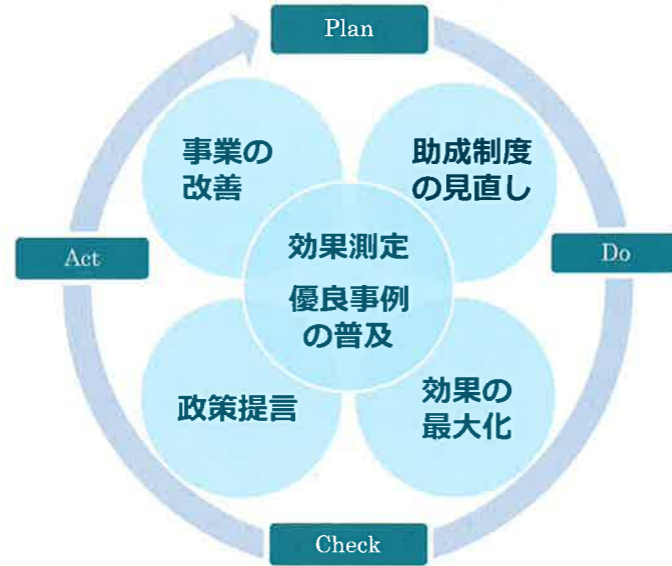 Plan
事業の
改善
助成制度
の見直し
Act
効果測定
優良事例
の普及
Do
政策提言
効果の
最大化
Check